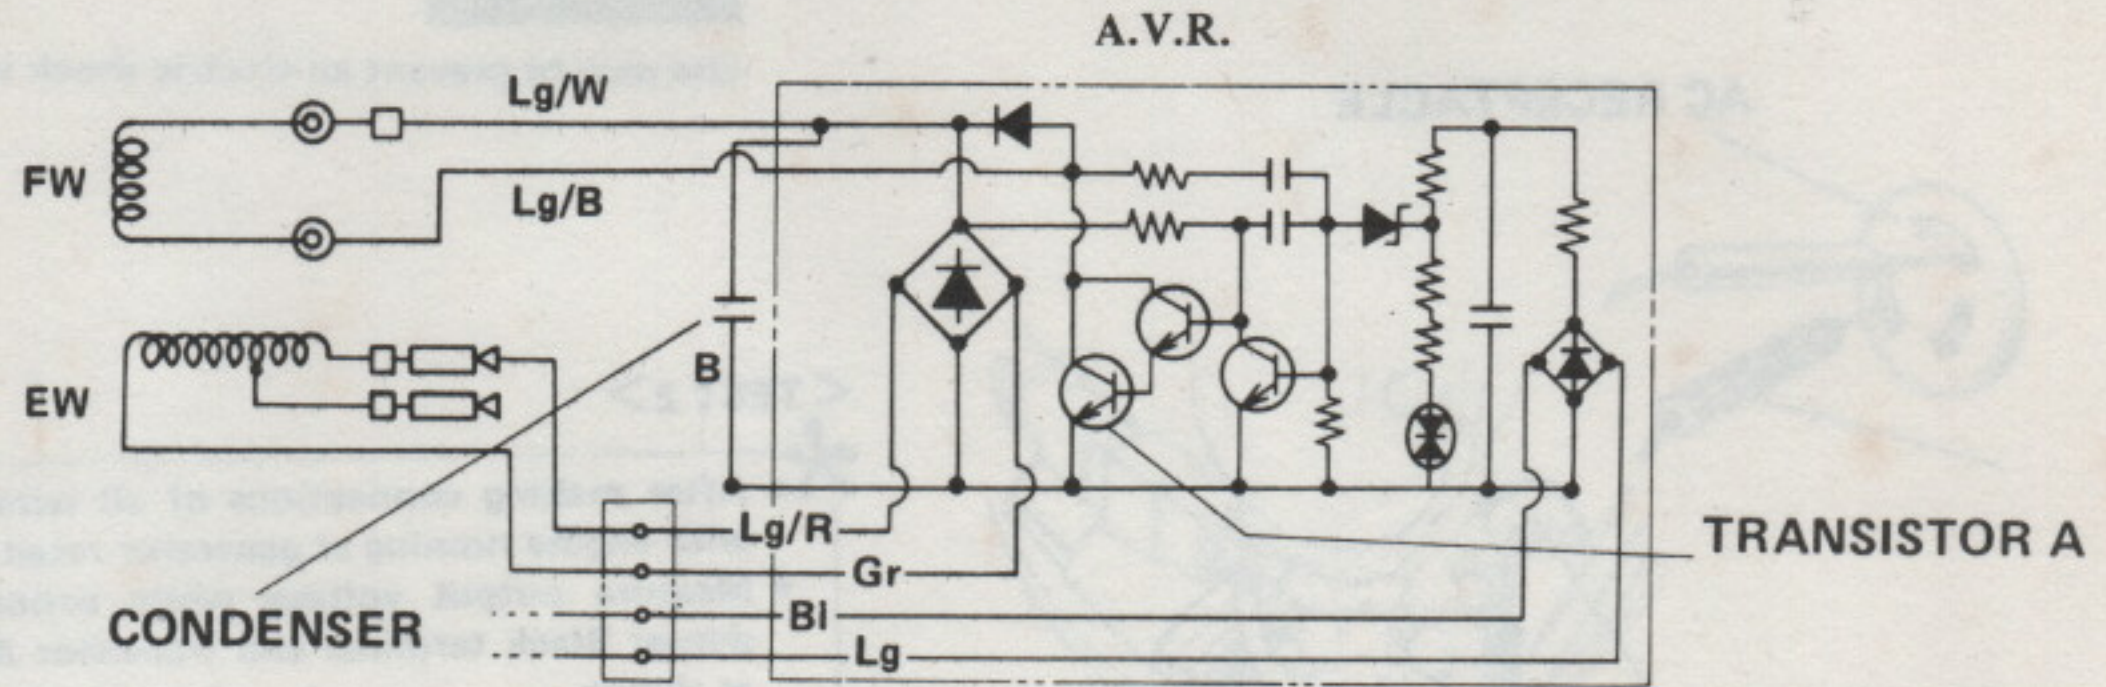 A.V.R.
Lg/W
FW
Lg/B
B
EW
Lg/R
Gr
TRANSISTOR A
CONDENSER
Bl
Lg